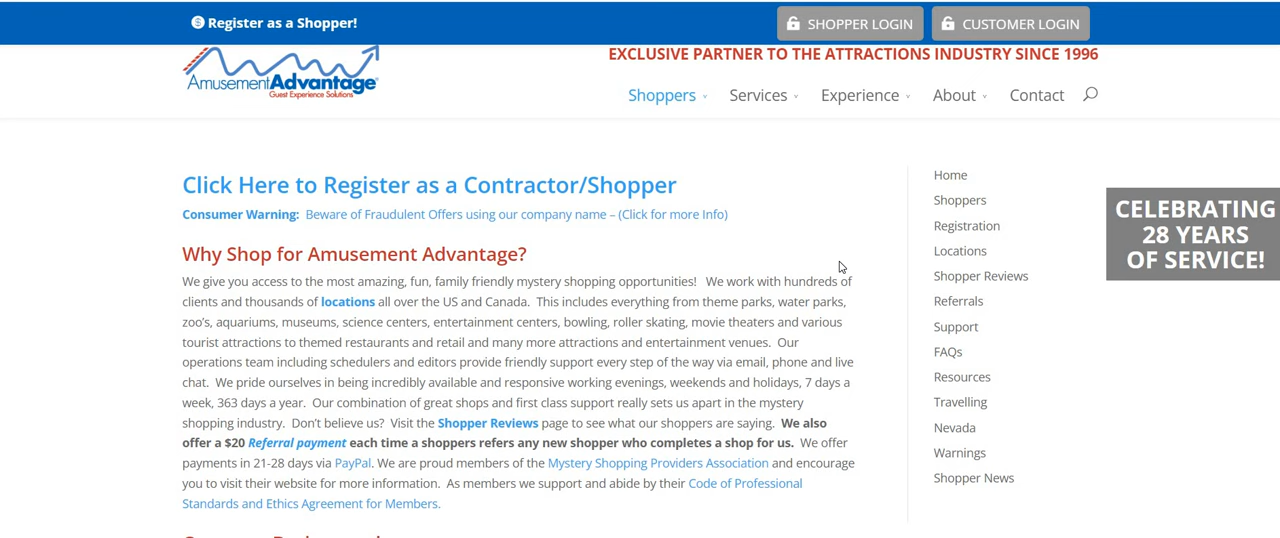 Register as a Shopper!
SHOPPER LOGIN
CUSTOMER LOGIN
EXCLUSIVE PARTNER TO THE ATTRACTIONS INDUSTRY SINCE 1996
AmusementAdvantage®
Guest Experience Solutions
Shoppers
Services
Experience
About
Contact
Click Here to Register as a Contractor/Shopper
Consumer Warning: Beware of Fraudulent Offers using our company name – (Click for more Info)
Why Shop for Amusement Advantage?
We give you access to the most amazing, fun, family friendly mystery shopping opportunities! We work with hundreds of
clients and thousands of locations all over the US and Canada. This includes everything from theme parks, water parks,
zoo's, aquariums, museums, science centers, entertainment centers, bowling, roller skating, movie theaters and various
tourist attractions to themed restaurants and retail and many more attractions and entertainment venues. Our
operations team including schedulers and editors provide friendly support every step of the way via email, phone and live
chat. We pride ourselves in being incredibly available and responsive working evenings, weekends and holidays, 7 days a
week, 363 days a year. Our combination of great shops and first class support really sets us apart in the mystery
shopping industry. Don't believe us? Visit the Shopper Reviews page to see what our shoppers are saying. We also
offer a $20 Referral payment each time a shoppers refers any new shopper who completes a shop for us. We offer
payments in 21-28 days via PayPal. We are proud members of the Mystery Shopping Providers Association and encourage
you to visit their website for more information. As members we support and abide by their Code of Professional
Standards and Ethics Agreement for Members.
Home
Shoppers
Registration
Locations
Shopper Reviews
Referrals
Support
FAQs
Resources
Travelling
Nevada
Warnings
Shopper News
CELEBRATING
28 YEARS
OF SERVICE!